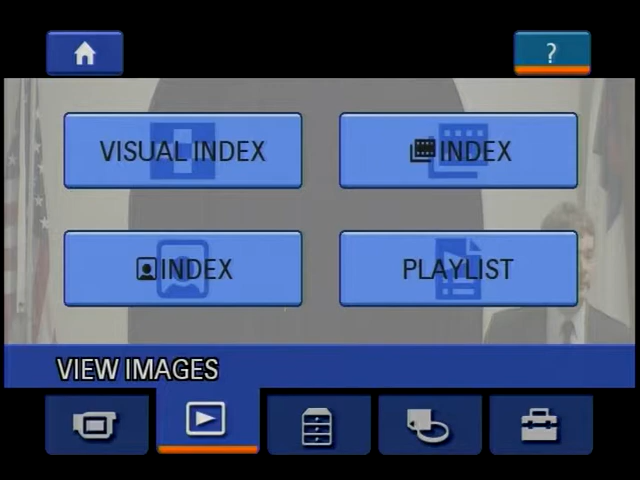 ?
VISUAL INDEX
INDEX
INDEX
PLAYLIST
VIEW IMAGES